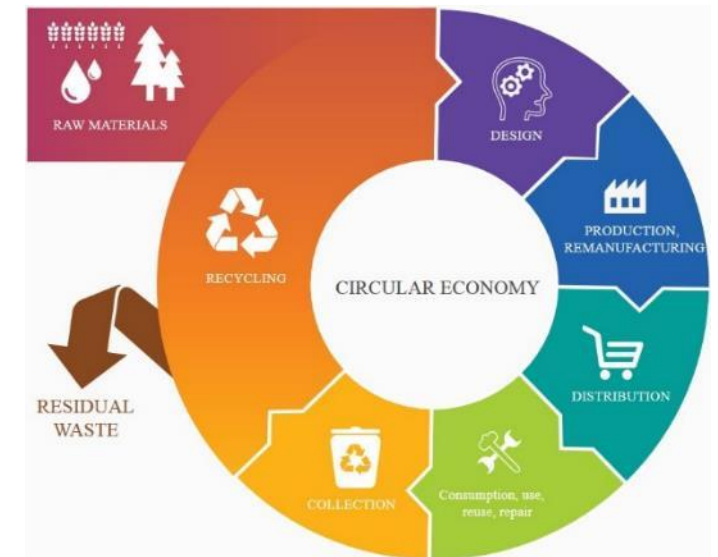 RAW MATERIALS
DESIGN
PRODUCTION,
REMANUFACTURING
RECYCLING
CIRCULAR ECONOMY
DISTRIBUTION
RESIDUAL
WASTE
COLLECTION
Consumption, use,
reuse, repair